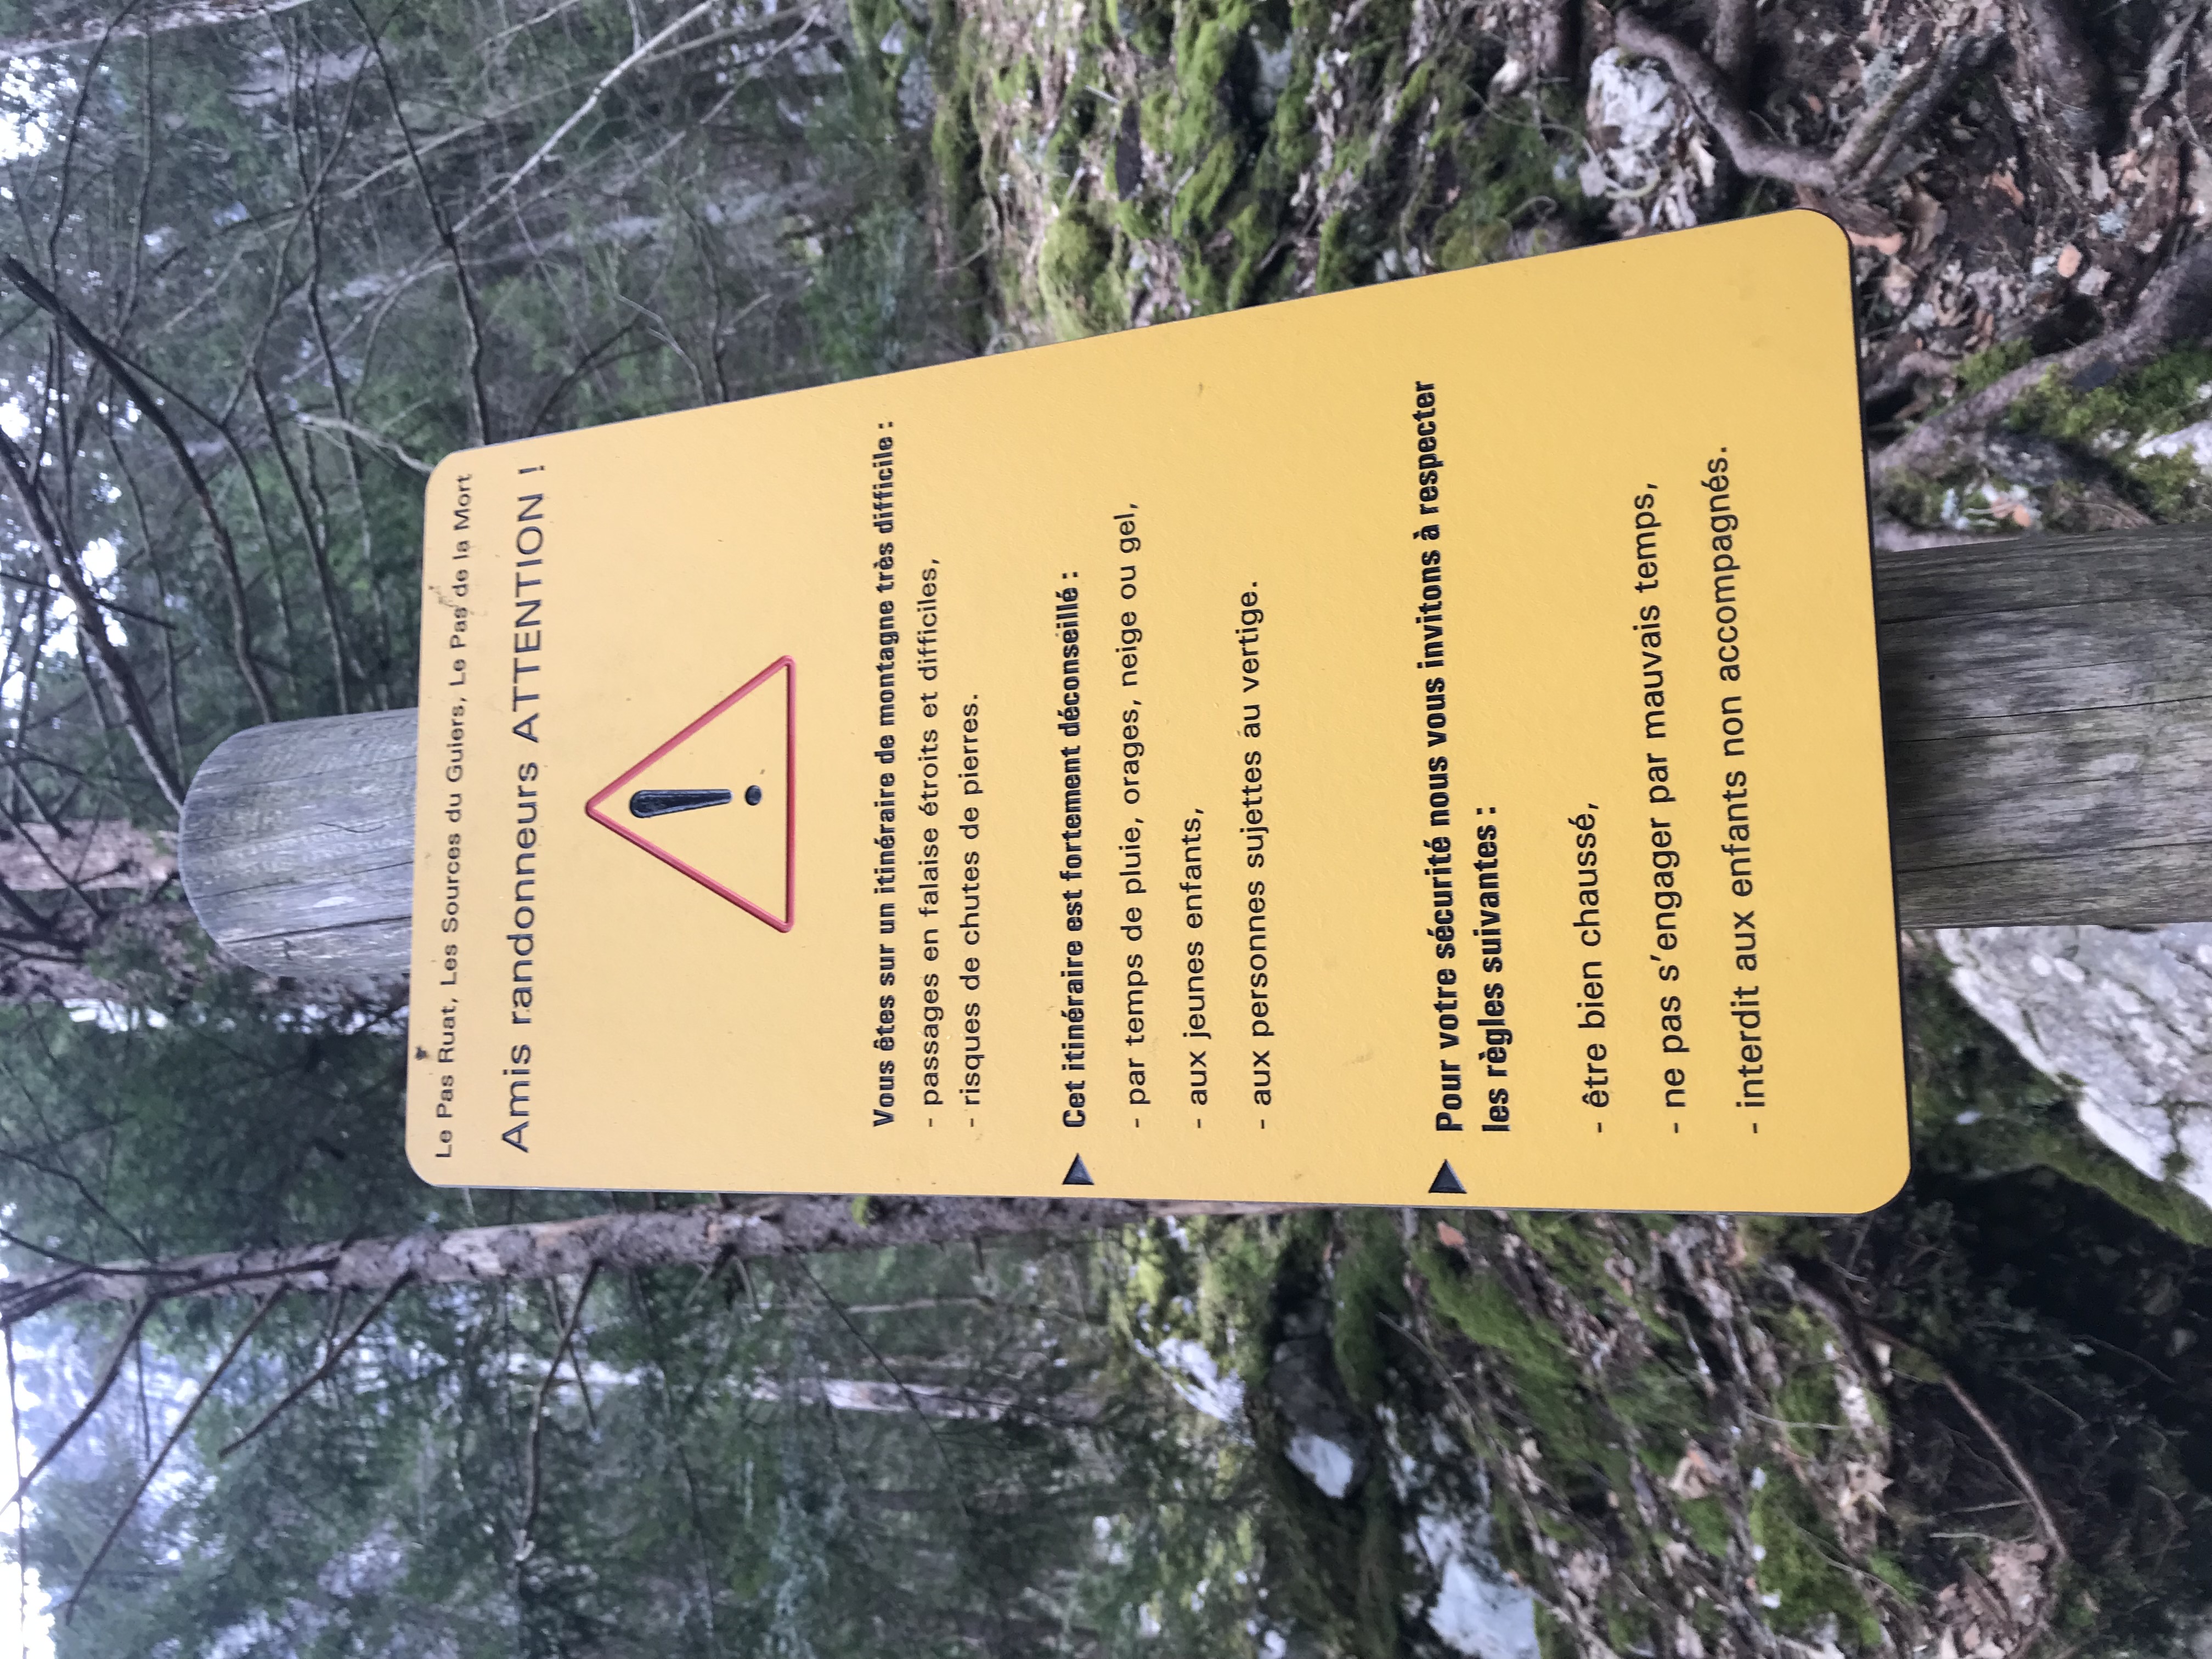 Le Pas Ruat, Les Sources du Guiers, Le Pas de la Mort
Amis randonneurs ATTENTION !
!
Vous êtes sur un itinéraire de montagne très difficile :
- passages en falaise étroits et difficiles,
- risques de chutes de pierres.
Cet itinéraire est fortement déconseillé :
- par temps de pluie, orages, neige ou gel,
- aux jeunes enfants,
- aux personnes sujettes au vertige.
Pour votre sécurité nous vous invitons à respecter
les règles suivantes :
- être bien chaussé,
- ne pas s'engager par mauvais temps,
- interdit aux enfants non accompagnés.